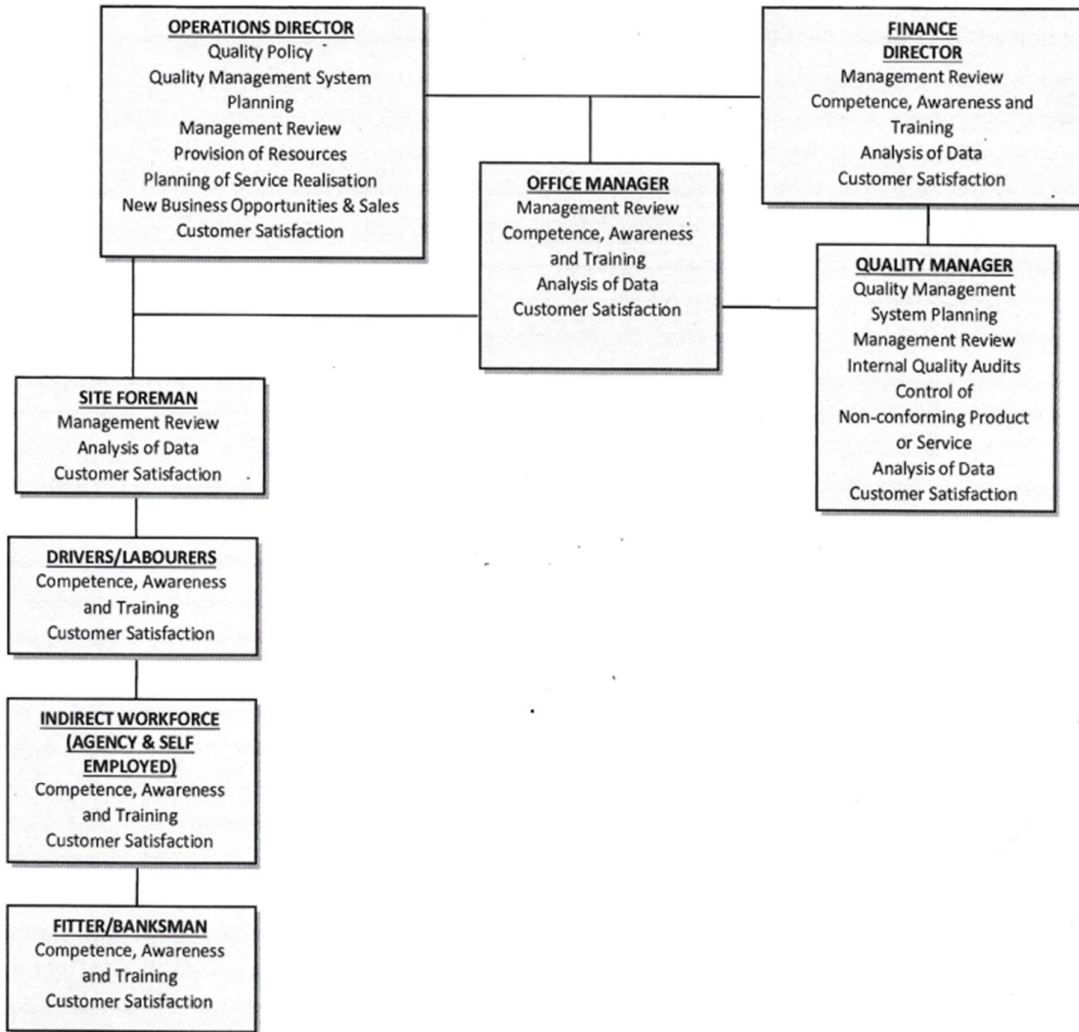 OPERATIONS DIRECTOR
Quality Policy
Quality Management System
Planning
Management Review
Provision of Resources
Planning of Service Realisation
New Business Opportunities & Sales
Customer Satisfaction
FINANCE
DIRECTOR
Management Review
Competence, Awareness and
Training
Analysis of Data
Customer Satisfaction
OFFICE MANAGER
Management Review
Competence, Awareness
and Training
Analysis of Data
Customer Satisfaction
QUALITY MANAGER
Quality Management
System Planning
Management Review
Internal Quality Audits
Control of
Non-conforming Product
or Service
Analysis of Data
Customer Satisfaction
SITE FOREMAN
Management Review
Analysis of Data
Customer Satisfaction
DRIVERS/LABOURERS
Competence, Awareness
and Training
Customer Satisfaction
INDIRECT WORKFORCE
(AGENCY & SELF
EMPLOYED)
Competence, Awareness
and Training
Customer Satisfaction
FITTER/BANKSMAN
Competence, Awareness
and Training
Customer Satisfaction